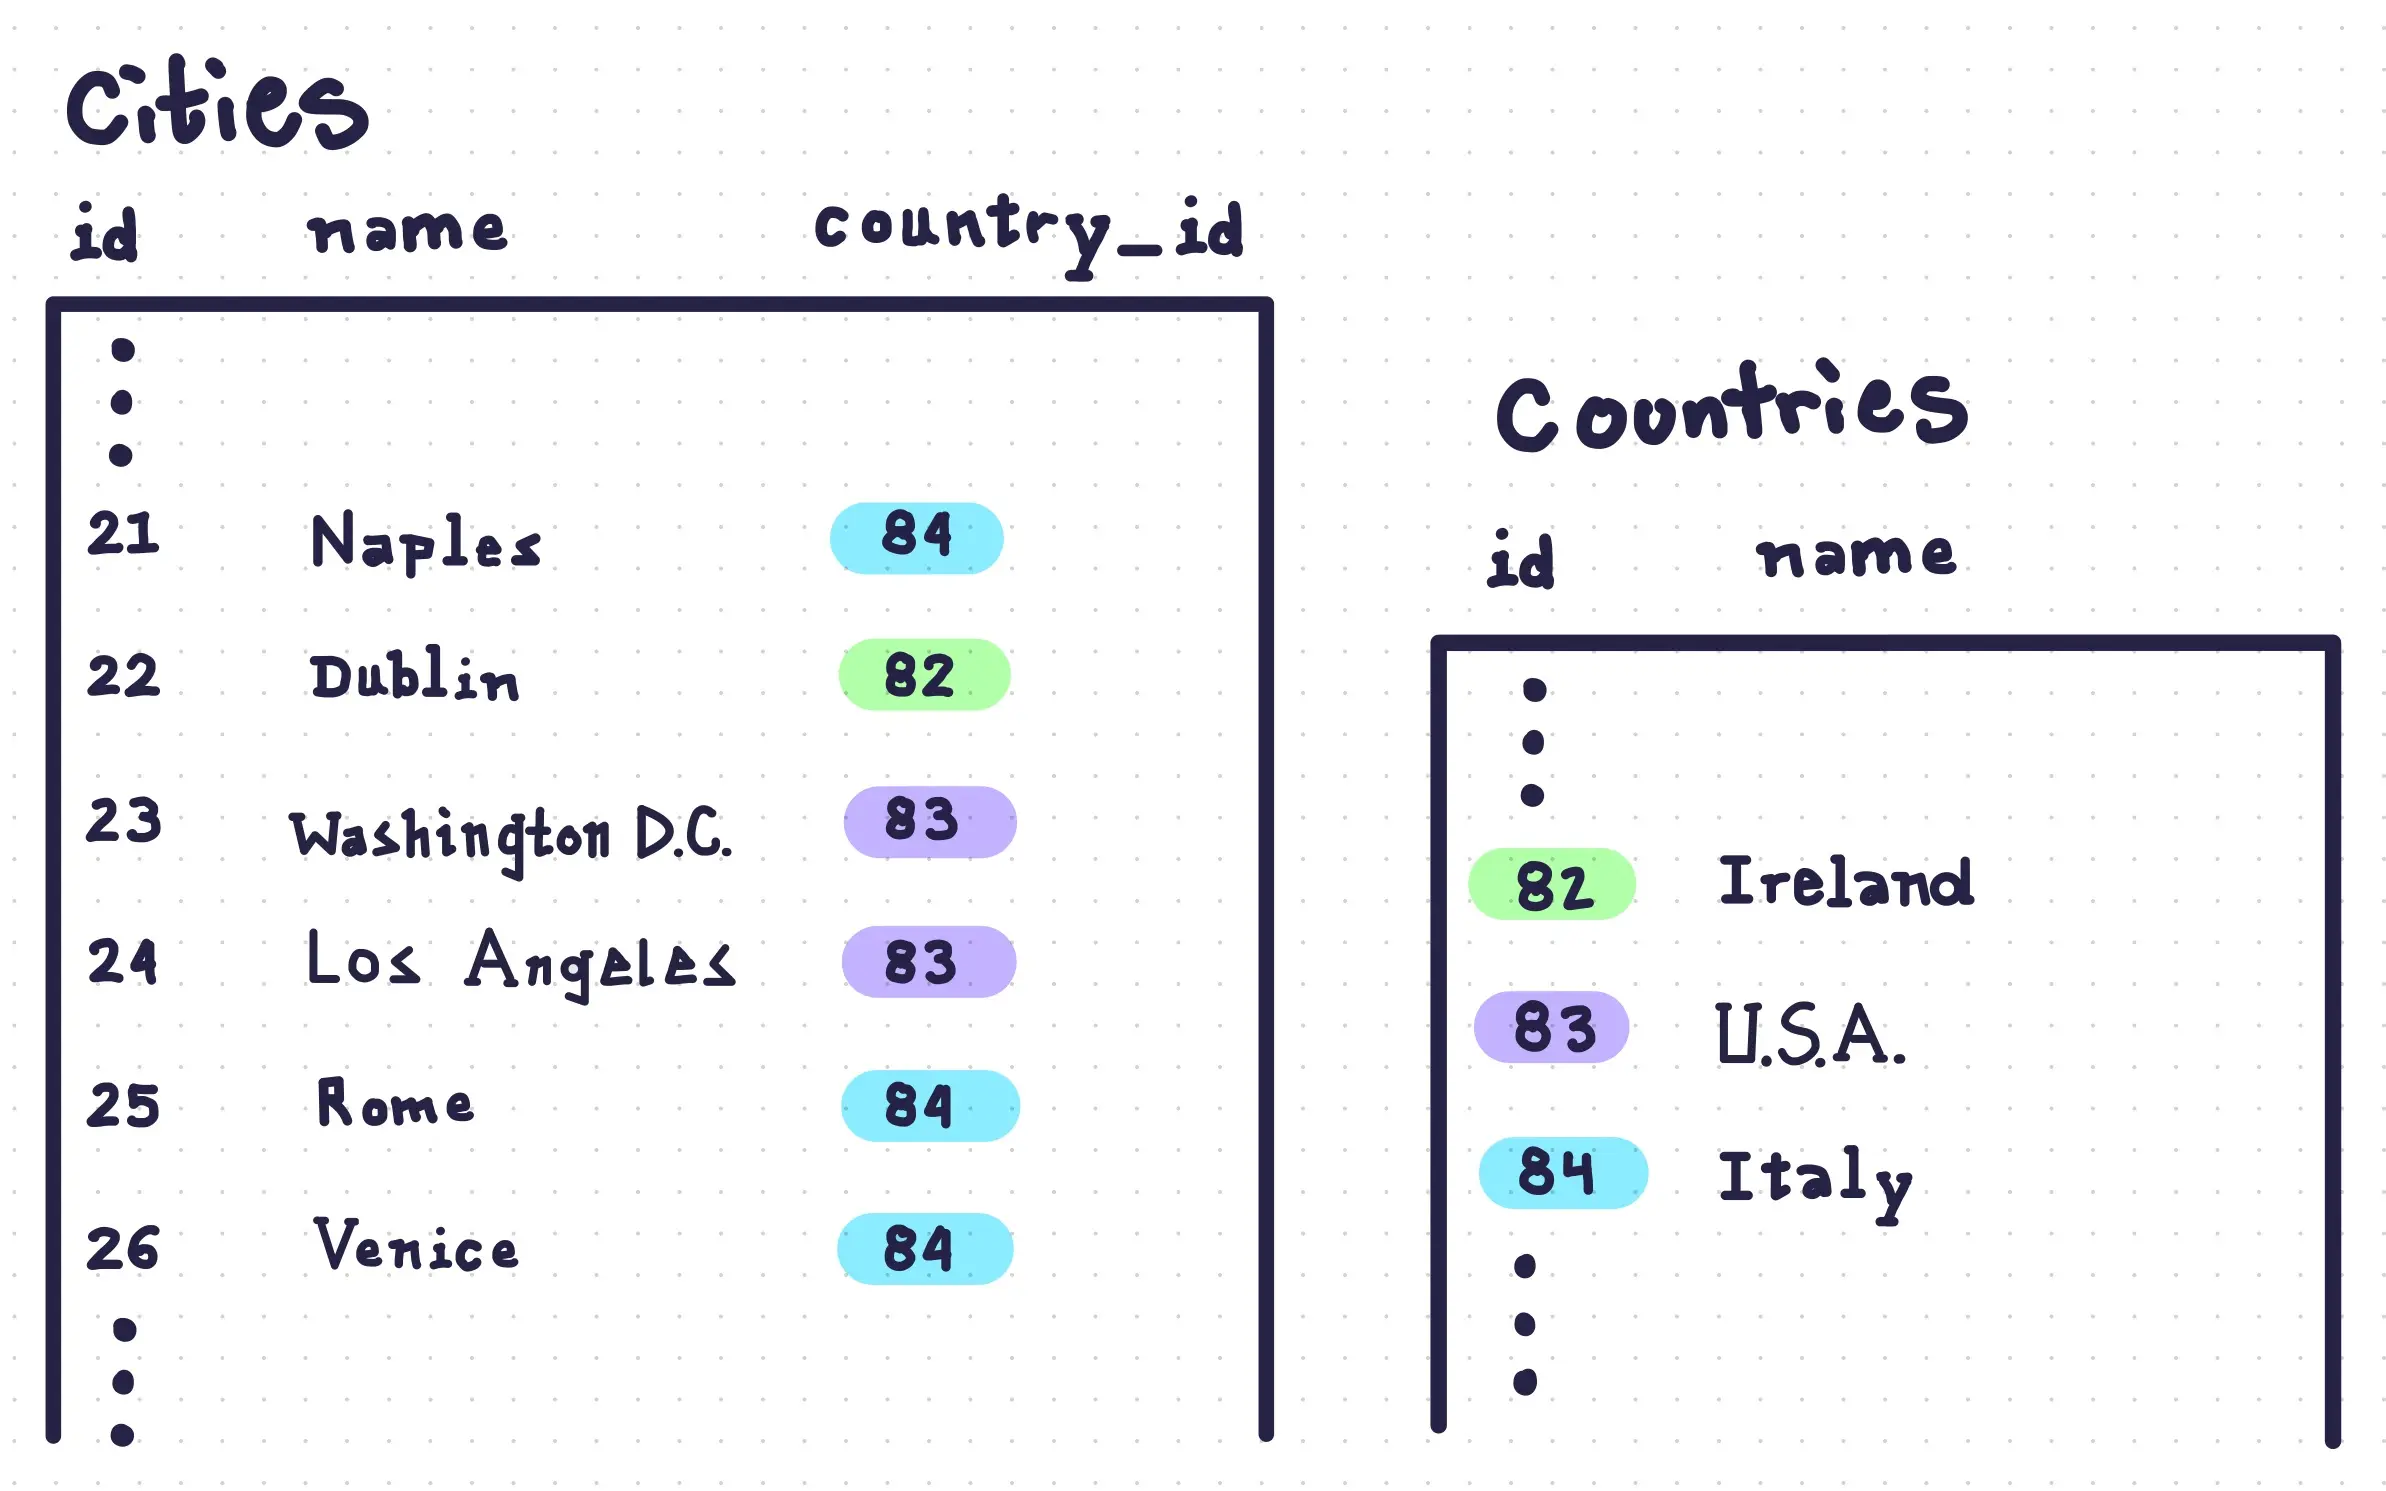 Cities
id name country_id
21 Naples 84
22 Dublin 82
23 Washington D.C. 83
24 Los Angeles 83
25 Rome 84
26 Venice 84
Countries
id name
82 Ireland
83 U.S.A.
84 Italy